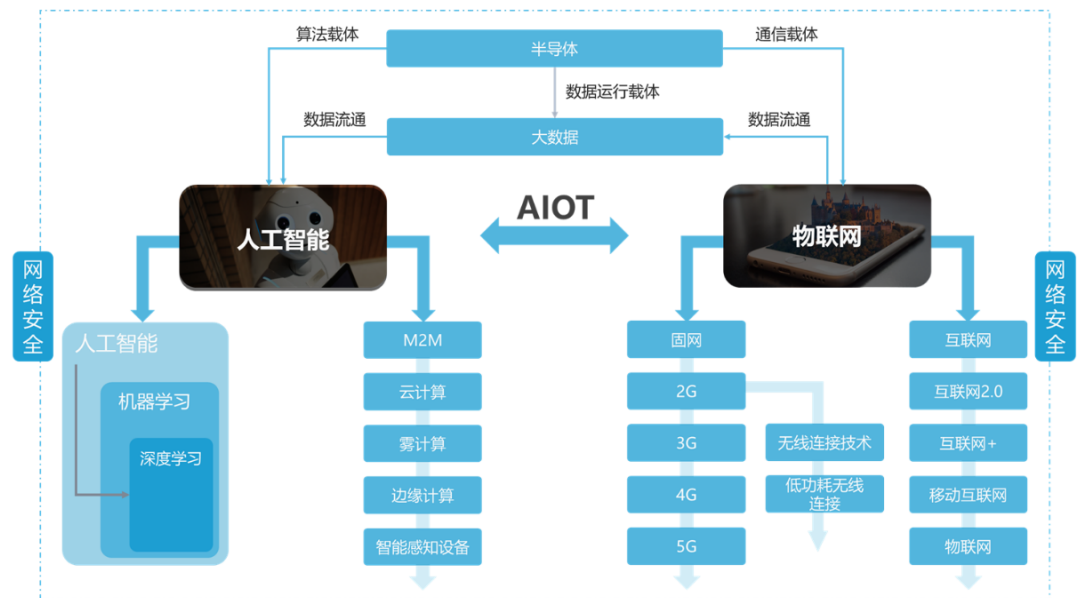 算法载体
半导体
通信载体
数据运行载体
数据流通
大数据
数据流通
人工智能
AIOT
物联网
网络安全
网络安全
人工智能
机器学习
深度学习
M2M
云计算
雾计算
边缘计算
智能感知设备
固网
2G
3G
4G
5G
无线连接技术
低功耗无线
连接
互联网
互联网2.0
互联网+
移动互联网
物联网